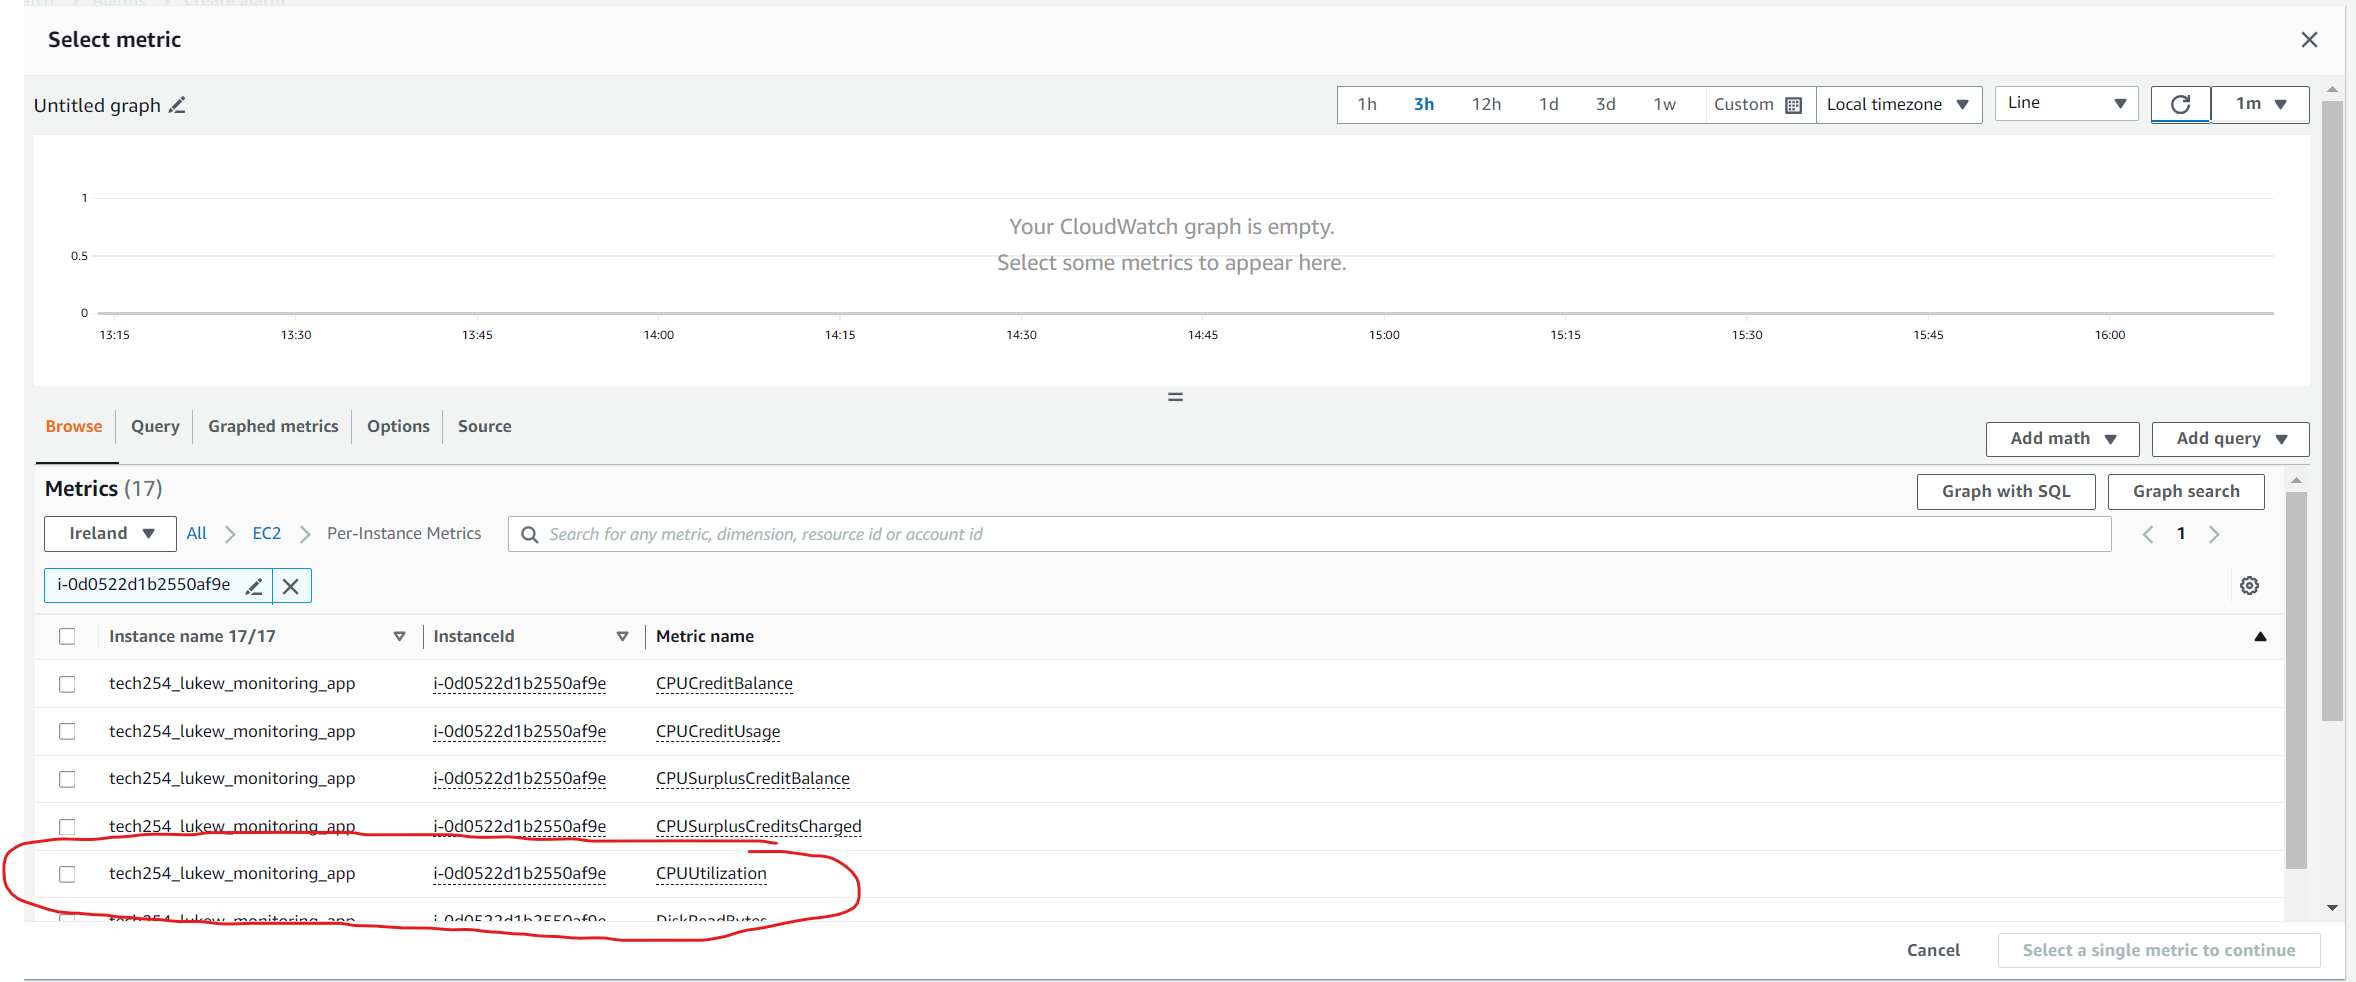 Alarms > Create alarm
Select metric
Untitled graph
1h 3h 12h 1d 3d 1w Custom Local timezone Line 1m
1
0.5
0
Your CloudWatch graph is empty.
Select some metrics to appear here.
13:15 13:30 13:45 14:00 14:15 14:30 14:45 15:00 15:15 15:30 15:45 16:00
Browse Query Graphed metrics Options Source
Add math Add query
Metrics (17)
Graph with SQL Graph search
Ireland All EC2 Per-Instance Metrics Search for any metric, dimension, resource id or account id 1
i-0d0522d1b2550af9e
Instance name 17/17 InstanceId Metric name
tech254_lukew_monitoring_app i-0d0522d1b2550af9e CPUCreditBalance
tech254_lukew_monitoring_app i-0d0522d1b2550af9e CPUCreditUsage
tech254_lukew_monitoring_app i-0d0522d1b2550af9e CPUSurplusCreditBalance
tech254_lukew_monitoring_app i-0d0522d1b2550af9e CPUSurplusCreditsCharged
tech254_lukew_monitoring_app i-0d0522d1b2550af9e CPUUtilization
tech254_lukew_monitoring_app i-0d0522d1b2550af9e DiskReadBytes
Cancel Select a single metric to continue